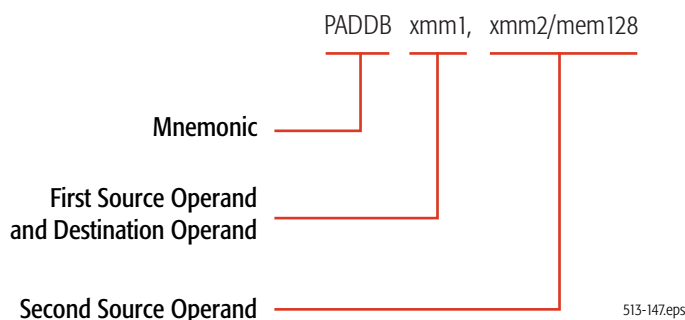 PADDB xmm1, xmm2/mem128
Mnemonic
First Source Operand
and Destination Operand
Second Source Operand
513-147.eps